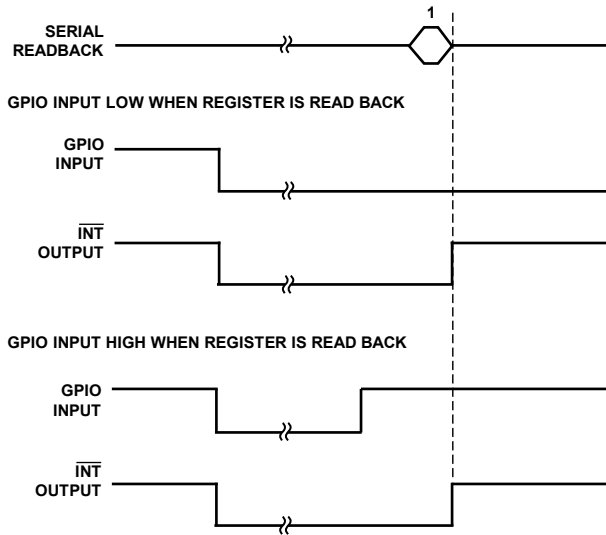 1
SERIAL
READBACK
GPIO INPUT LOW WHEN REGISTER IS READ BACK
GPIO
INPUT
INT
OUTPUT
GPIO INPUT HIGH WHEN REGISTER IS READ BACK
GPIO
INPUT
INT
OUTPUT